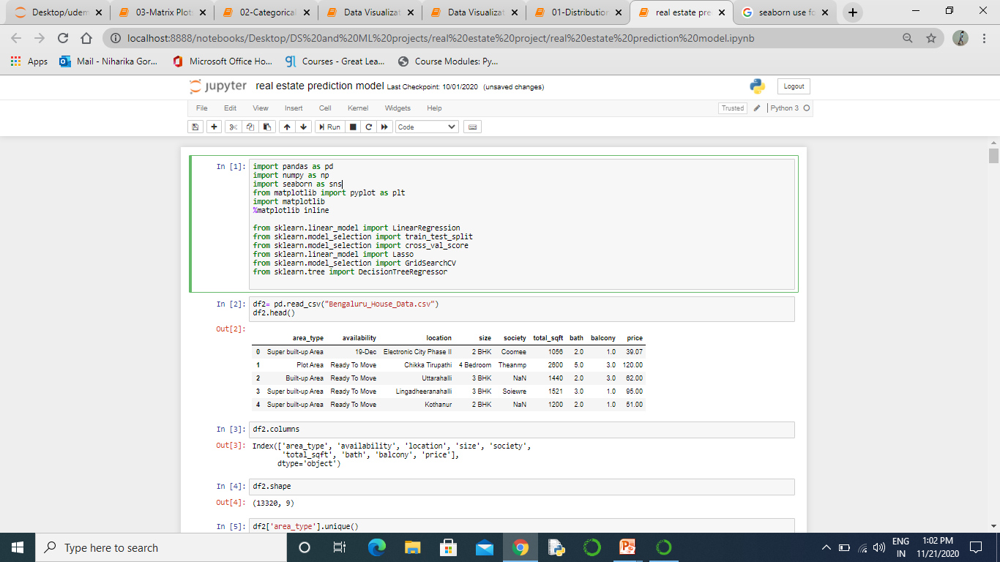 Desktop/udem
03-Matrix Plots
02-Categorical
Data Visualizat
Data Visualizat
01-Distribution
real estate pre
seaborn use fo
localhost:8888/notebooks/Desktop/DS%20and%20ML%20projects/real%20estate%20project/real%20estate%20prediction%20model.ipynb
Apps Mail - Niharika Gor... Microsoft Office Ho... Courses - Great Lea... Course Modules: Py...
jupyter real estate prediction model Last Checkpoint: 10/01/2020 (unsaved changes) Logout
File Edit View Insert Cell Kernel Widgets Help Trusted Python 3
Run Code
In [1]: import pandas as pd
import numpy as np
import seaborn as sns
from matplotlib import pyplot as plt
import matplotlib
%matplotlib inline
from sklearn.linear_model import LinearRegression
from sklearn.model_selection import train_test_split
from sklearn.model_selection import cross_val_score
from sklearn.linear_model import Lasso
from sklearn.model_selection import GridSearchCV
from sklearn.tree import DecisionTreeRegressor
In [2]: df2= pd.read_csv("Bengaluru_House_Data.csv")
df2.head()
Out[2]:
area_type availability location size society total_sqft bath balcony price
0 Super built-up Area 19-Dec Electronic City Phase II 2 BHK Coomee 1056 2.0 1.0 39.07
1 Plot Area Ready To Move Chikka Tirupathi 4 Bedroom Theanmp 2600 5.0 3.0 120.00
2 Built-up Area Ready To Move Uttarahalli 3 BHK NaN 1440 2.0 3.0 62.00
3 Super built-up Area Ready To Move Lingadheeranahalli 3 BHK Soiewre 1521 3.0 1.0 95.00
4 Super built-up Area Ready To Move Kothanur 2 BHK NaN 1200 2.0 1.0 51.00
In [3]: df2.columns
Out[3]: Index(['area_type', 'availability', 'location', 'size', 'society',
'total_sqft', 'bath', 'balcony', 'price'],
dtype='object')
In [4]: df2.shape
Out[4]: (13320, 9)
In [5]: df2['area_type'].unique()
Type here to search
ENG
IN
1:02 PM
11/21/2020